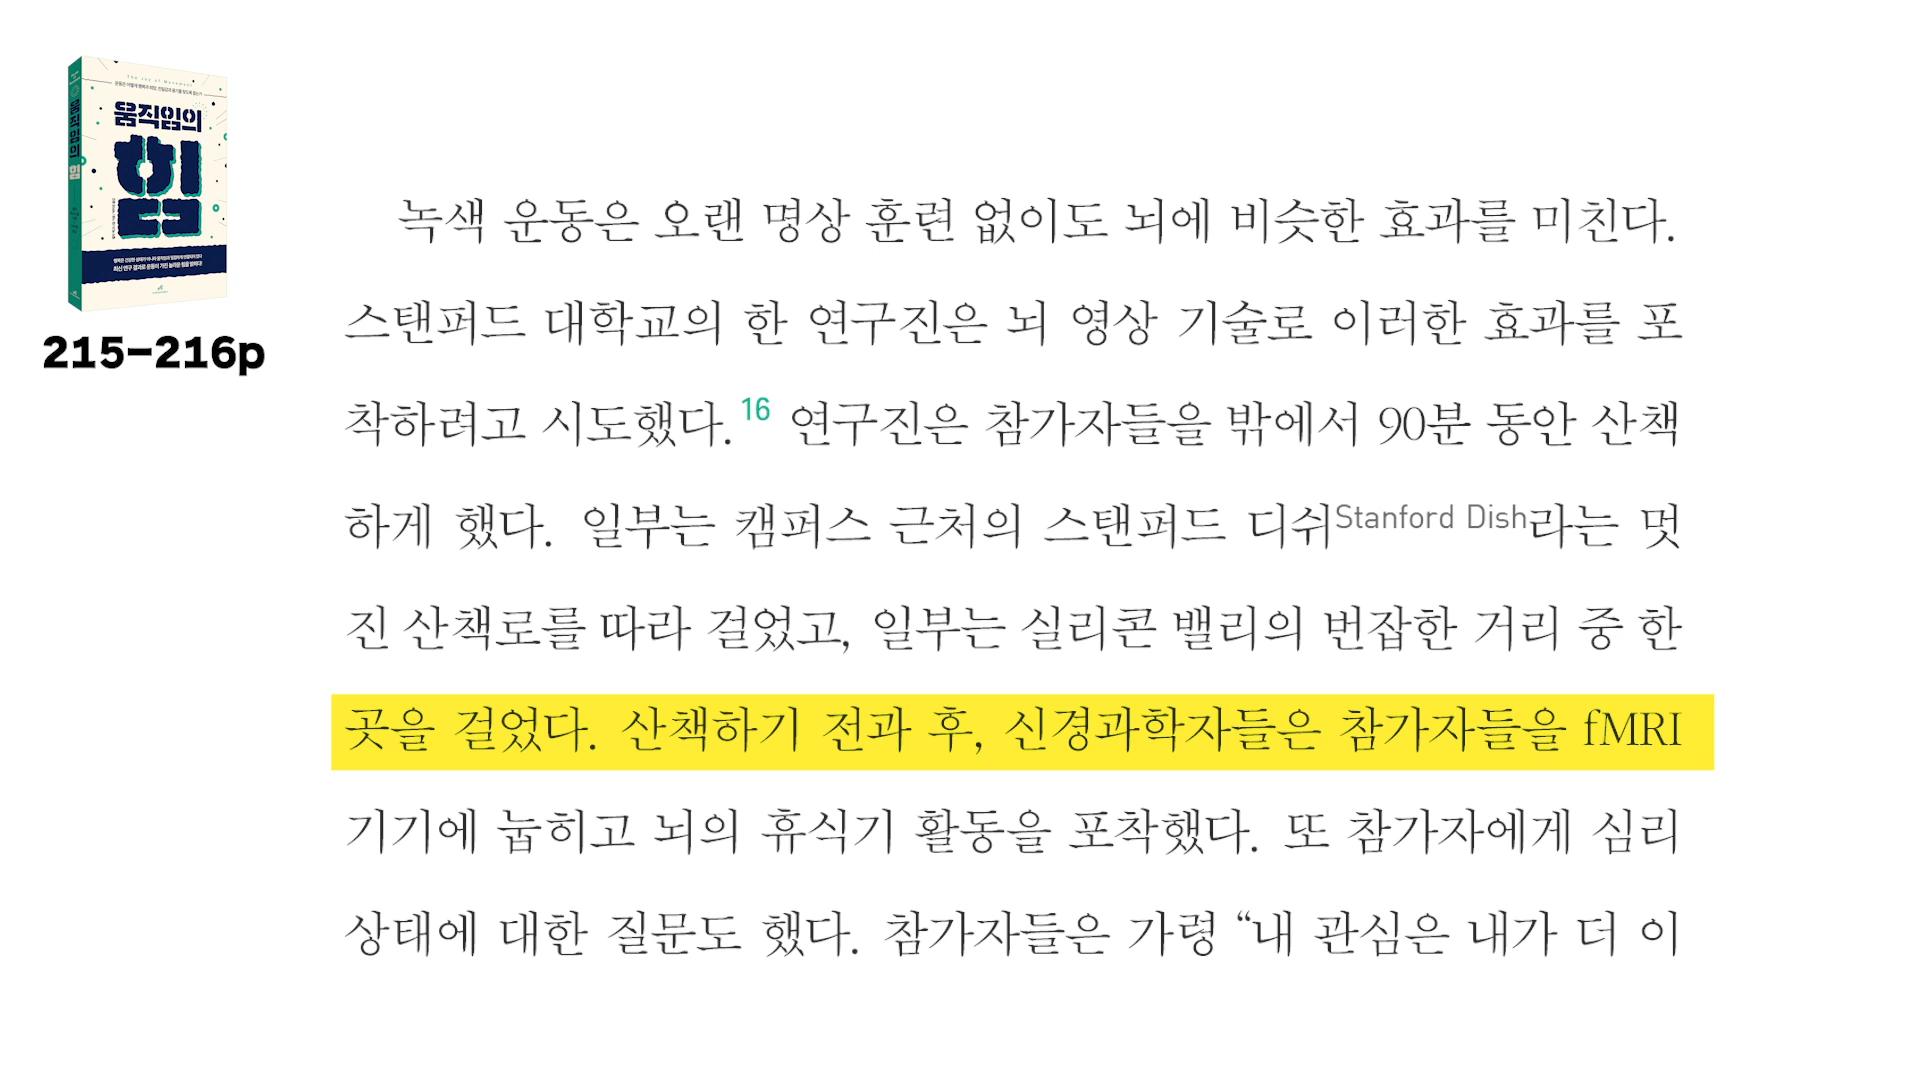 The Joy of Movement
움직임의
힘
움직임의 힘
215-216p
녹색 운동은 오랜 명상 훈련 없이도 뇌에 비슷한 효과를 미친다.
스탠퍼드 대학교의 한 연구진은 뇌 영상 기술로 이러한 효과를 포
착하려고 시도했다.16 연구진은 참가자들을 밖에서 90분 동안 산책
하게 했다. 일부는 캠퍼스 근처의 스탠퍼드 디쉬Stanford Dish라는 멋
진 산책로를 따라 걸었고, 일부는 실리콘 밸리의 번잡한 거리 중 한
곳을 걸었다. 산책하기 전과 후, 신경과학자들은 참가자들을 fMRI
기기에 눕히고 뇌의 휴식기 활동을 포착했다. 또 참가자에게 심리
상태에 대한 질문도 했다. 참가자들은 가령 “내 관심은 내가 더 이